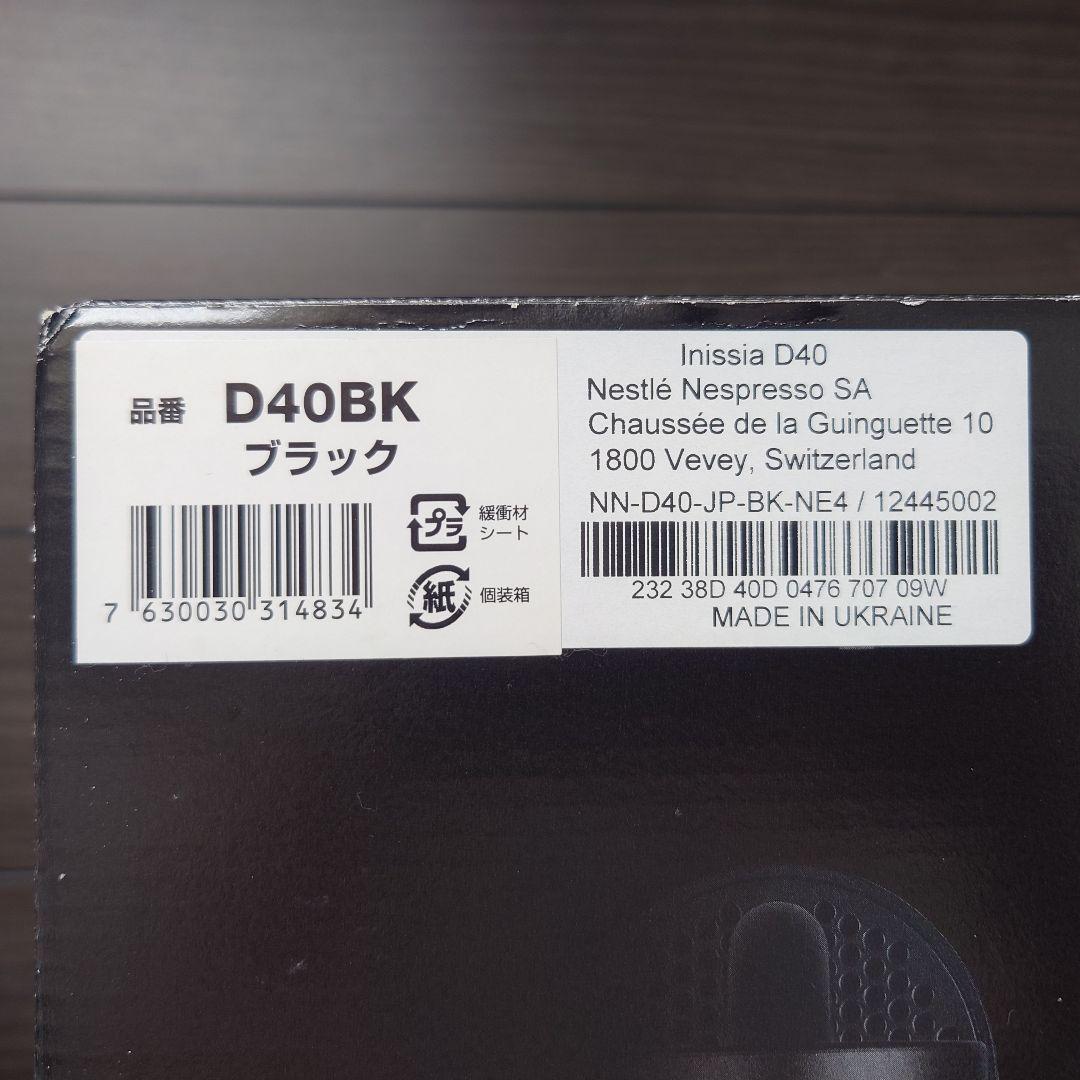 品番 D40BK
ブラック
プラ 緩衝材
シート
紙 個装箱
7 630030 314834
Inissia D40
Nestlé Nespresso SA
Chaussée de la Guinguette 10
1800 Vevey, Switzerland
NN-D40-JP-BK-NE4 / 12445002
232 38D 40D 0476 707 09W
MADE IN UKRAINE